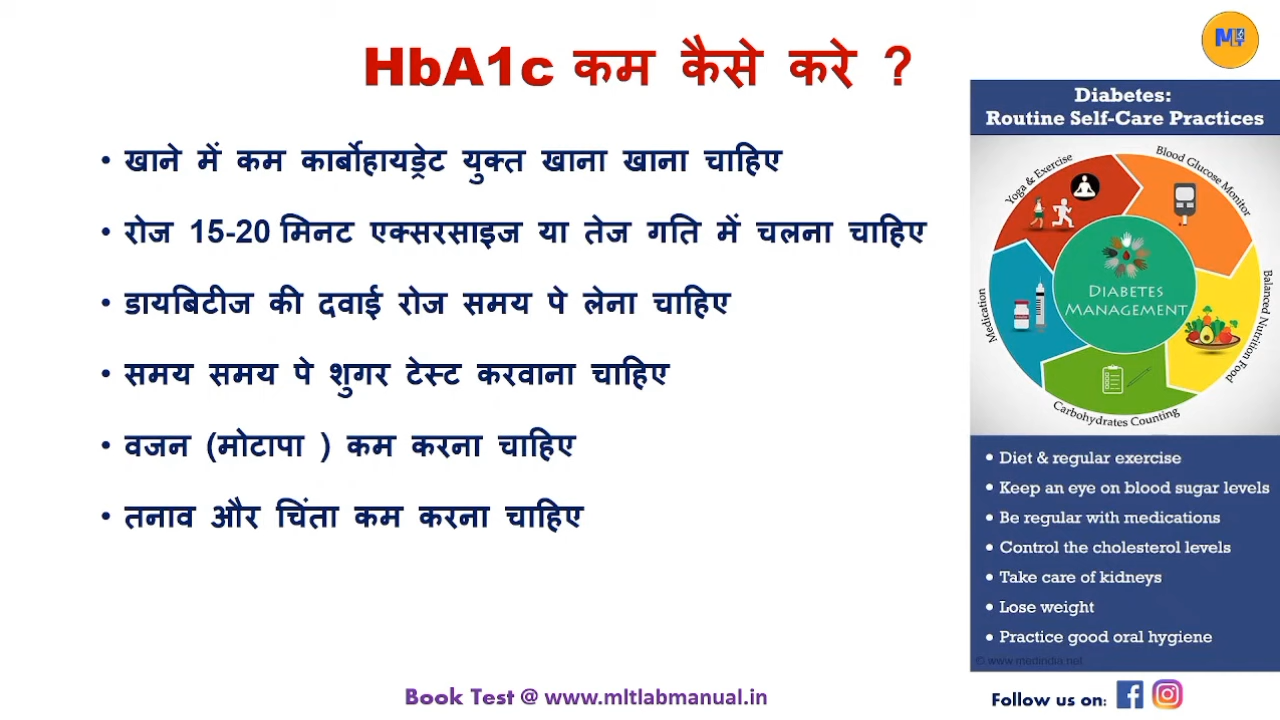 HbA1c कम कैसे करे ?
• खाने में कम कार्बोहायड्रेट युक्त खाना खाना चाहिए
• रोज 15-20 मिनट एक्सरसाइज या तेज गति में चलना चाहिए
• डायबिटीज की दवाई रोज समय पे लेना चाहिए
• समय समय पे शुगर टेस्ट करवाना चाहिए
• वजन (मोटापा ) कम करना चाहिए
• तनाव और चिंता कम करना चाहिए
Book Test @ www.mltlabmanual.in
MLT
Diabetes:
Routine Self-Care Practices
Yoga & Exercise
Blood Glucose Monitor
Balanced Nutrition Food
Carbohydrates Counting
Medication
DIABETES
MANAGEMENT
• Diet & regular exercise
• Keep an eye on blood sugar levels
• Be regular with medications
• Control the cholesterol levels
• Take care of kidneys
• Lose weight
• Practice good oral hygiene
© www.medindia.net
Follow us on: